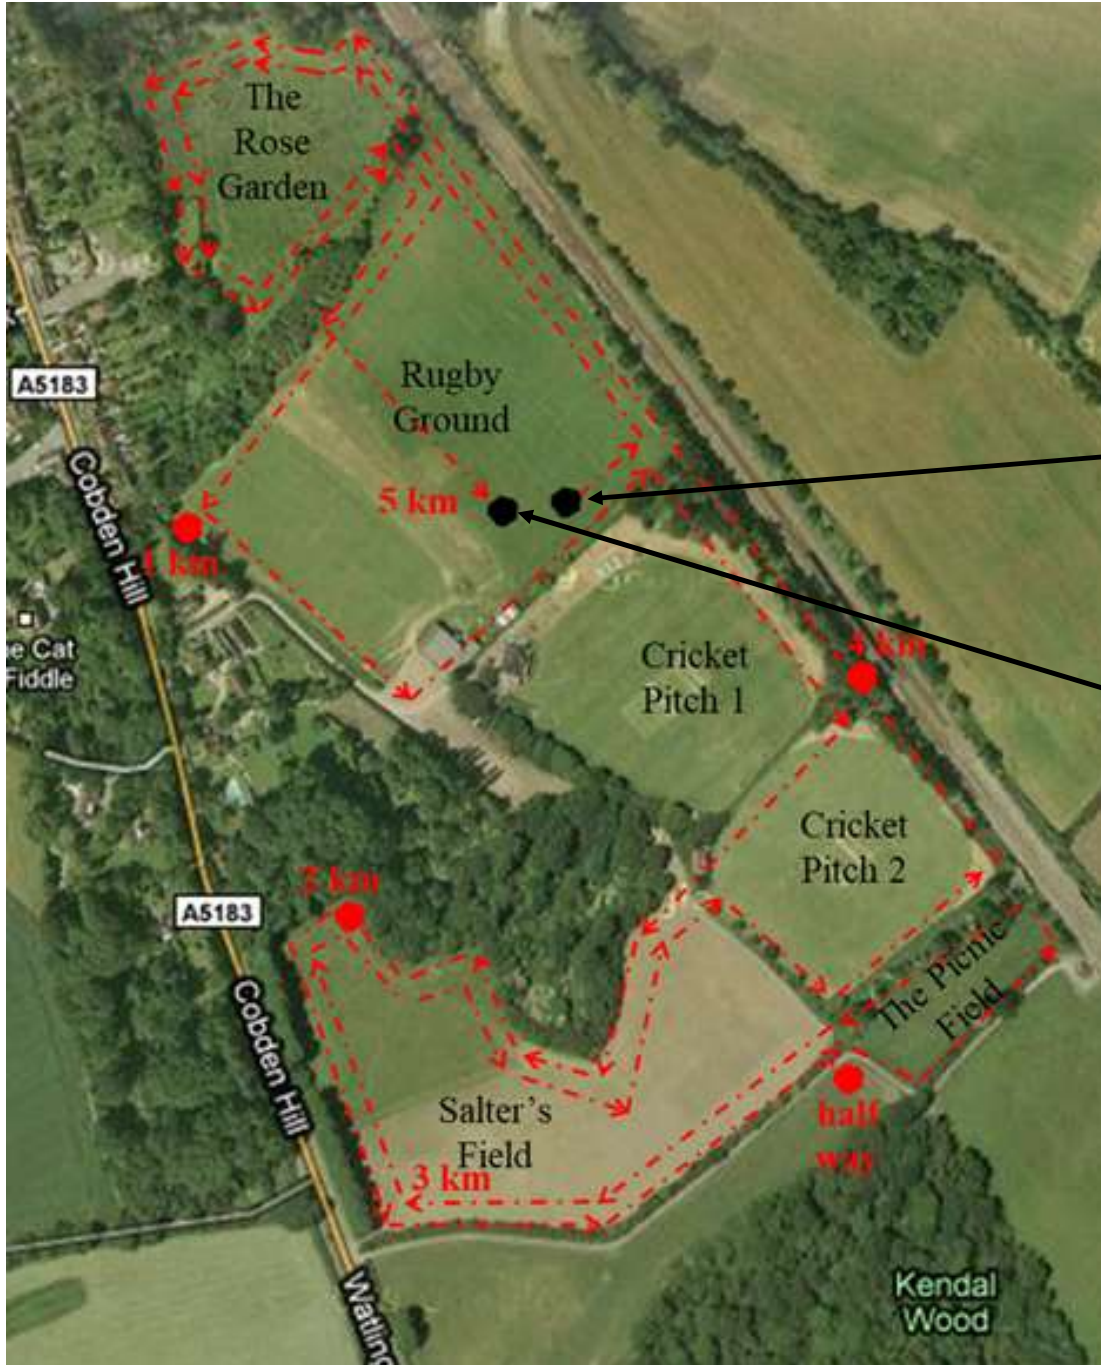 The
Rose
Garden
A5183
Rugby
Ground
Cobden Hill
5 km
1 km
Cat
Fiddle
Cricket
Pitch 1
4 km
Cricket
Pitch 2
2 km
A5183
The Picnic
Field
Cobden Hill
Salter's
Field
half
way
3 km
Kendal
Wood